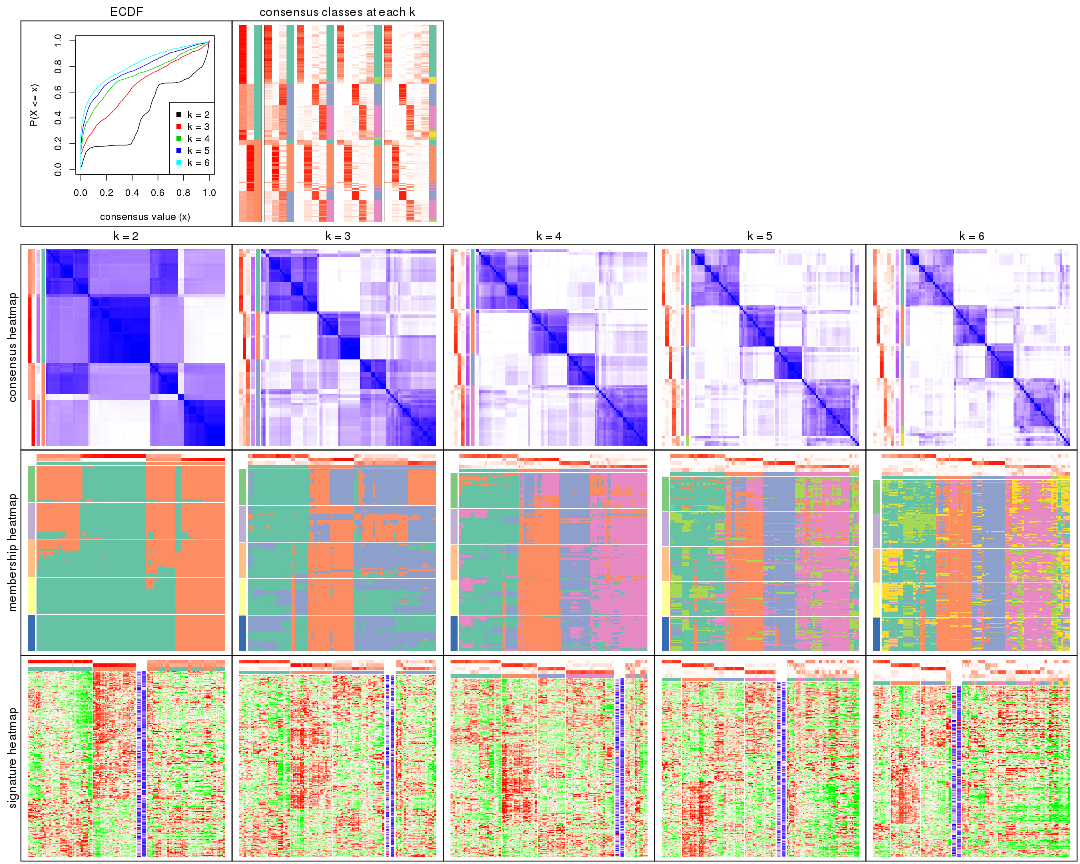 ECDF
consensus classes at each k
P(X <= x)
0.0 0.2 0.4 0.6 0.8 1.0
k = 2
k = 3
k = 4
k = 5
k = 6
0.0 0.2 0.4 0.6 0.8 1.0
consensus value (x)
k = 2 k = 3 k = 4 k = 5 k = 6
consensus heatmap
membership heatmap
signature heatmap